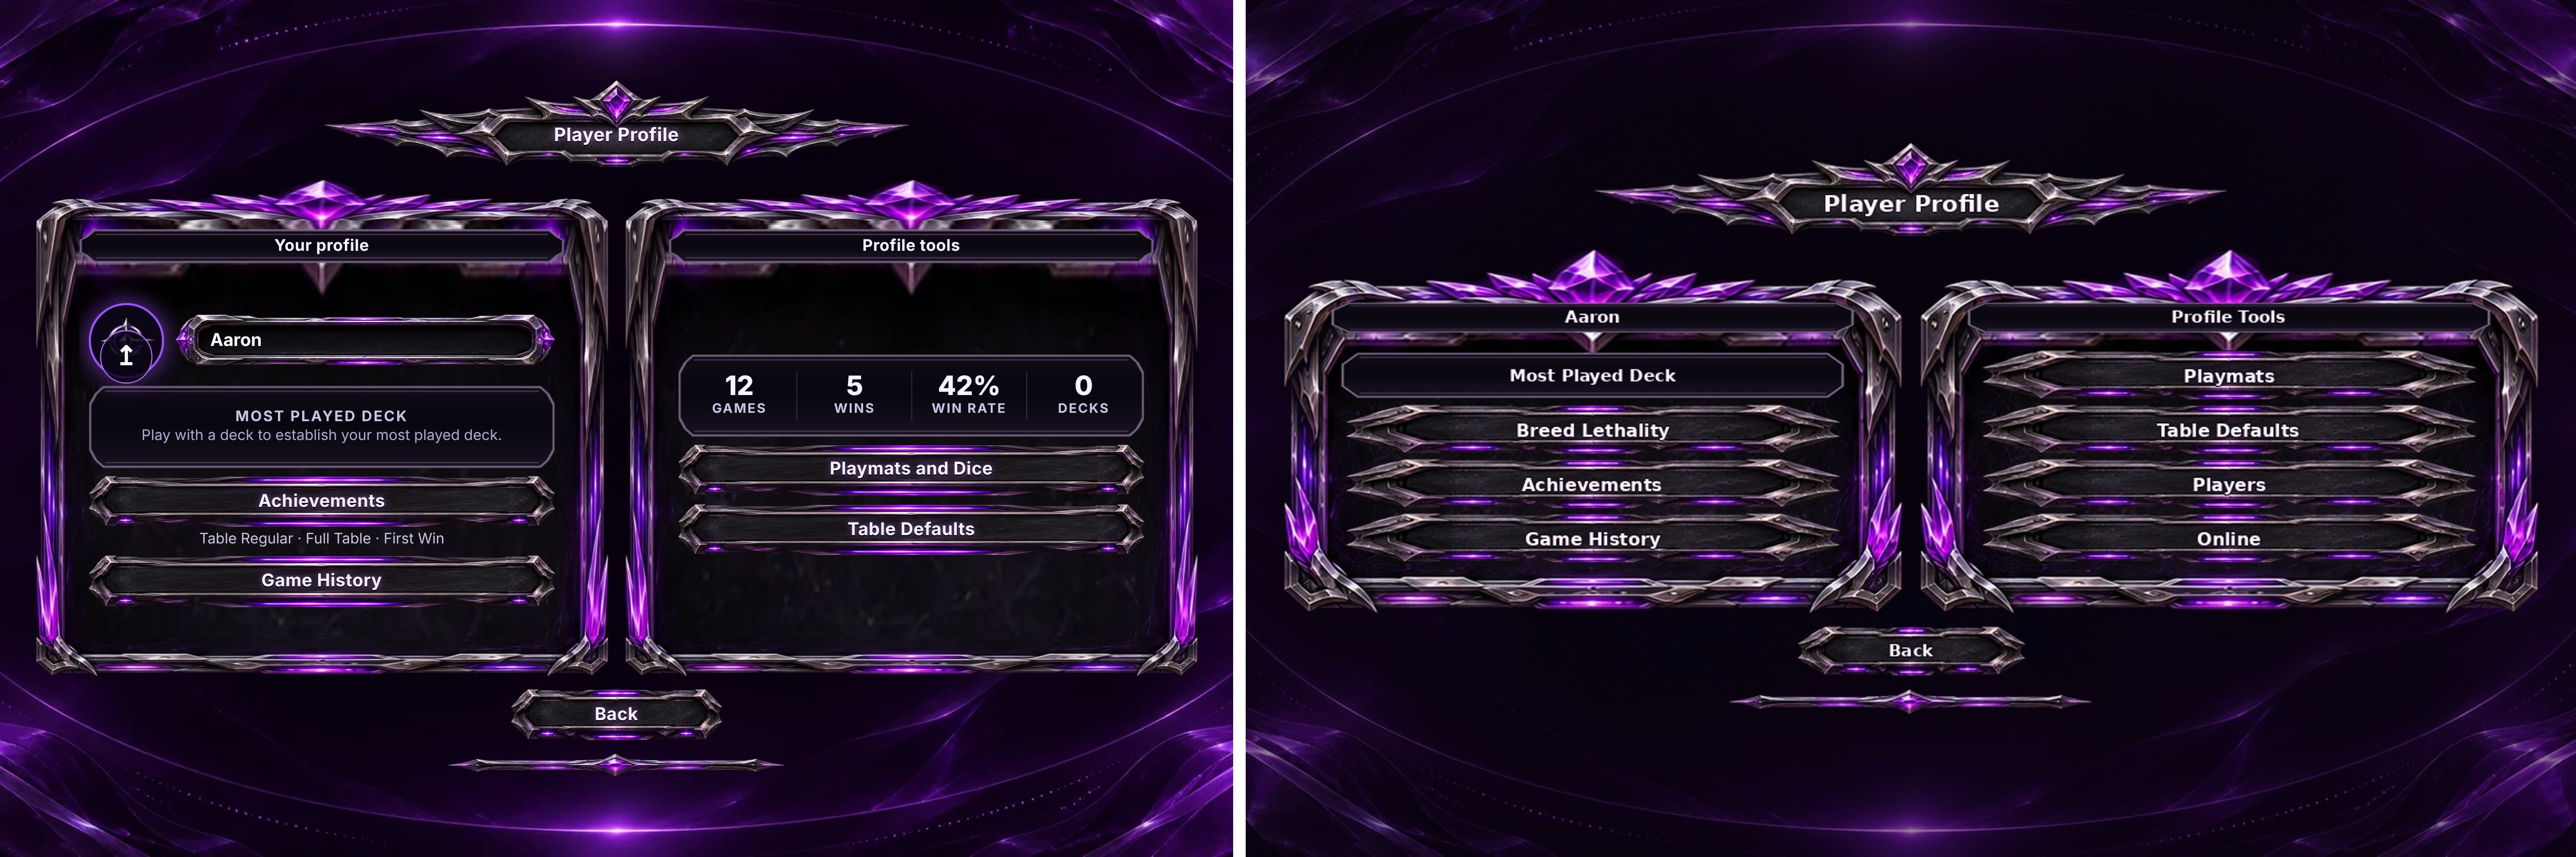 Player Profile
Your profile
Aaron
MOST PLAYED DECK
Play with a deck to establish your most played deck.
Achievements
Table Regular · Full Table · First Win
Game History
Profile tools
12 5 42% 0
GAMES WINS WIN RATE DECKS
Playmats and Dice
Table Defaults
Back
Player Profile
Aaron
Most Played Deck
Breed Lethality
Achievements
Game History
Profile Tools
Playmats
Table Defaults
Players
Online
Back